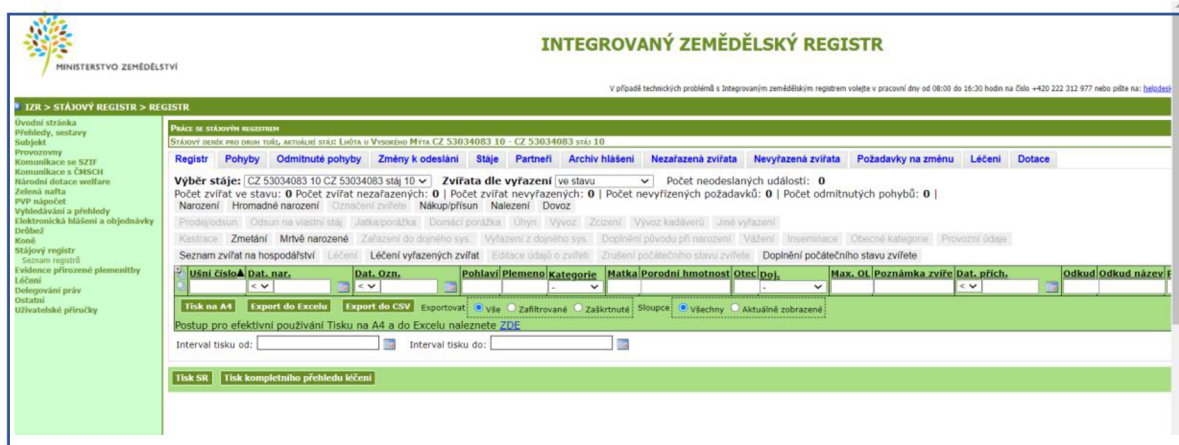 MINISTERSTVO ZEMĚDĚLSTVÍ
INTEGROVANÝ ZEMĚDĚLSKÝ REGISTR
V případě technických problémů s Integrovaným zemědělským registrem volejte v pracovní dny od 08:00 do 16:30 hodin na číslo +420 222 312 977 nebo pište na: helpdesk
IZR > STÁJOVÝ REGISTR > REGISTR
Úvodní stránka
Přehledy, sestavy
Subjekt
Provozovny
Komunikace se SZIF
Komunikace s ČMSCH
Národní dotace welfare
Zelená nafta
PVP nápočet
Vyhledávání a přehledy
Elektronická hlášení a objednávky
Drůbež
Koně
Stájový registr
Seznam registrů
Evidence přirozené plemenitby
Léčení
Delegování práv
Ostatní
Uživatelské příručky
PRÁCE SE STÁJOVÝM REGISTREM
STÁJOVÝ DENÍK PRO DRUH TUŘI, AKTUÁLNÍ STÁJ: LHŮTA U VYSOKÉHO MÝTA CZ 53034083 10 - CZ 53034083 STÁJ 10
Registr Pohyby Odmítnuté pohyby Změny k odeslání Stáje Partneři Archiv hlášení Nezařazená zvířata Nevyřazená zvířata Požadavky na změnu Léčení Dotace
Výběr stáje: CZ 53034083 10 CZ 53034083 stáj 10 Zvířata dle vyřazení ve stavu Počet neodeslaných událostí: 0
Počet zvířat ve stavu: 0 Počet zvířat nezařazených: 0 | Počet zvířat nevyřazených: 0 | Počet nevyřízených požadavků: 0 | Počet odmítnutých pohybů: 0 |
Narození Hromadné narození Označení zvířete Nákup/přísun Nalezení Dovoz
Prodej/odsun Odsun na vlastní stáj Jatka/porážka Domácí porážka Úhyn Vývoz Zcizení Vývoz kadáverů Jiné vyřazení
Kastrace Zmetání Mrtvě narozené Zařazení do dojného sys. Vyřazení z dojného sys. Doplnění původu při narození Vážení Inseminace Obecné kategorie Provozní údaje
Seznam zvířat na hospodářství Léčení Léčení vyřazených zvířat Editace údajů o zvířeti Zrušení počátečního stavu zvířete Doplnění počátečního stavu zvířete
Ušní číslo Dat. nar. Dat. Ozn. Pohlaví Plemeno Kategorie Matka Porodní hmotnost Otec Doj. Max. OL Poznámka zvíře Dat. přích. Odkud Odkud název
< < - - <
Tisk na A4 Export do Excelu Export do CSV Exportovat Vše Zafiltrované Zaškrtnuté Sloupce Všechny Aktuálně zobrazené
Postup pro efektivní používání Tisku na A4 a do Excelu naleznete ZDE
Interval tisku od: Interval tisku do:
Tisk SR Tisk kompletního přehledu léčení